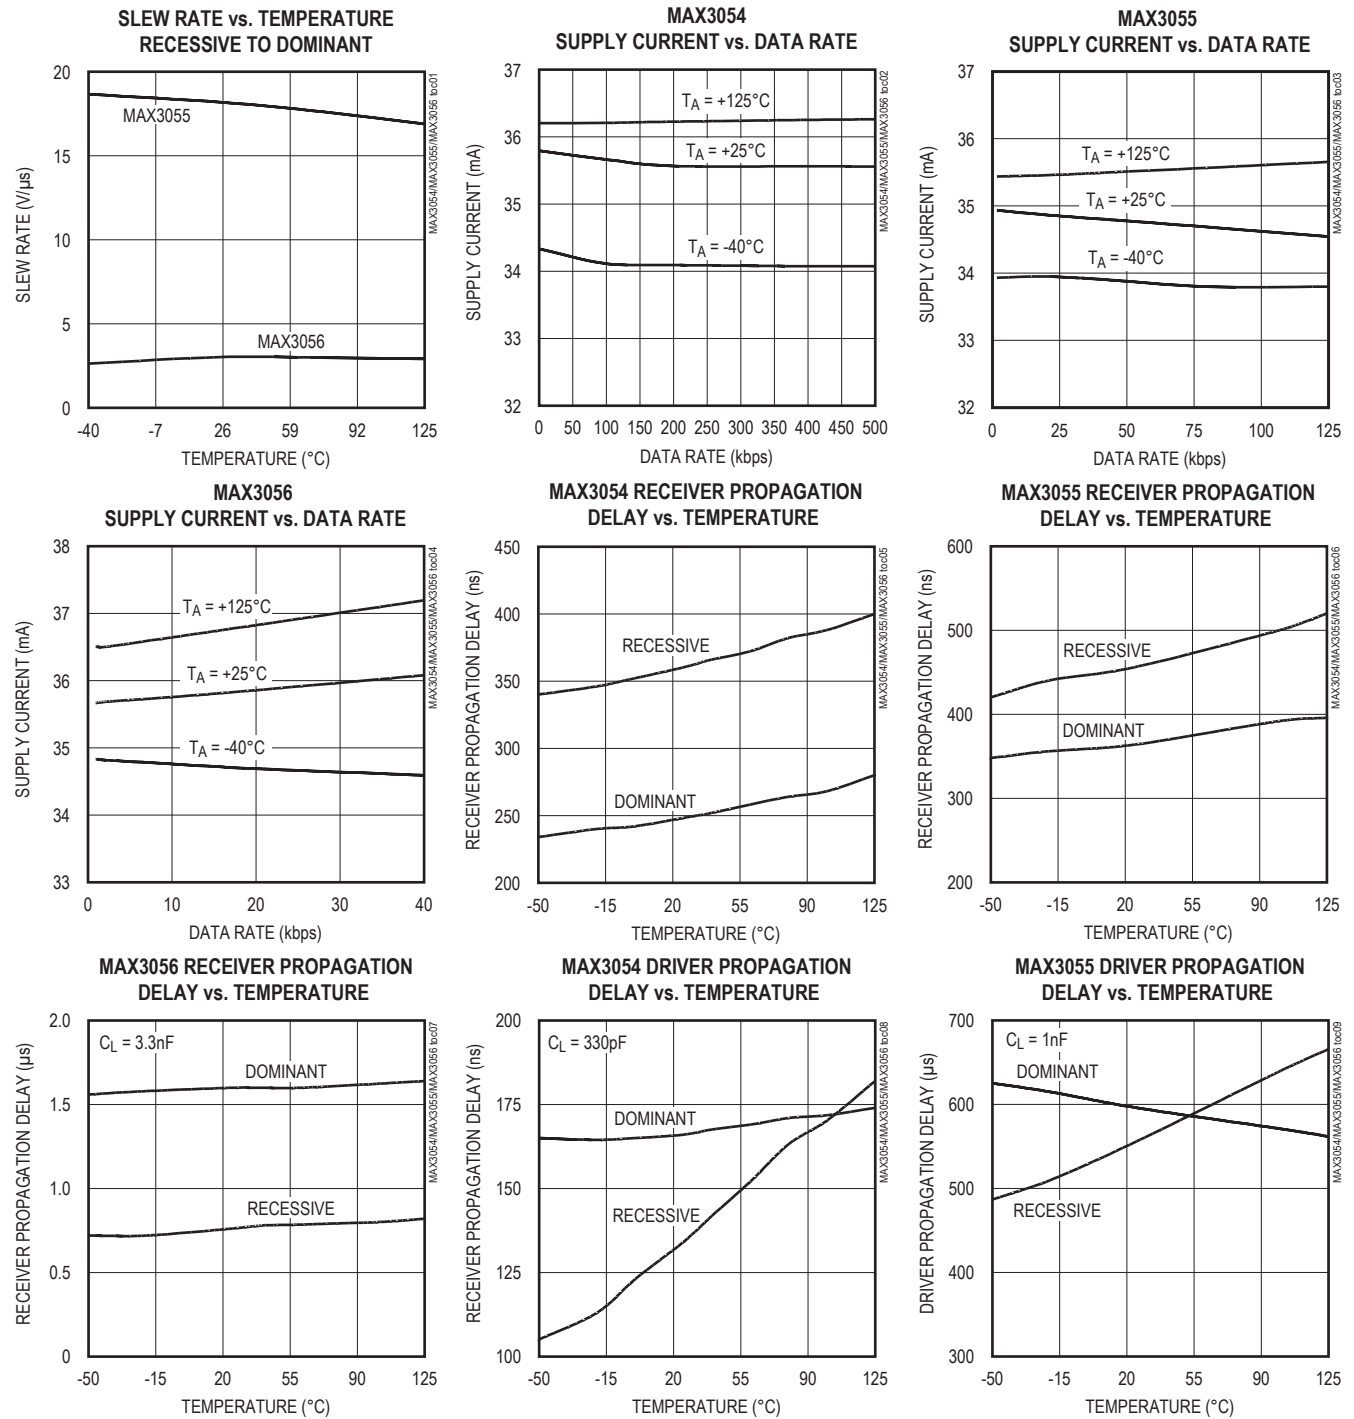 SLEW RATE vs. TEMPERATURE
RECESSIVE TO DOMINANT
20
15
10
5
0
SLEW RATE (V/µs)
MAX3055
MAX3056
-40 -7 26 59 92 125
TEMPERATURE (°C)
MAX3054/MAX3055/MAX3056 toc01
MAX3054
SUPPLY CURRENT vs. DATA RATE
37
36
35
34
33
32
SUPPLY CURRENT (mA)
TA = +125°C
TA = +25°C
TA = -40°C
0 50 100 150 200 250 300 350 400 450 500
DATA RATE (kbps)
MAX3054/MAX3055/MAX3056 toc02
MAX3055
SUPPLY CURRENT vs. DATA RATE
37
36
35
34
33
32
SUPPLY CURRENT (mA)
TA = +125°C
TA = +25°C
TA = -40°C
0 25 50 75 100 125
DATA RATE (kbps)
MAX3054/MAX3055/MAX3056 toc03
MAX3056
SUPPLY CURRENT vs. DATA RATE
38
37
36
35
34
33
SUPPLY CURRENT (mA)
TA = +125°C
TA = +25°C
TA = -40°C
0 10 20 30 40
DATA RATE (kbps)
MAX3054/MAX3055/MAX3056 toc04
MAX3054 RECEIVER PROPAGATION
DELAY vs. TEMPERATURE
450
400
350
300
250
200
RECEIVER PROPAGATION DELAY (ns)
RECESSIVE
DOMINANT
-50 -15 20 55 90 125
TEMPERATURE (°C)
MAX3054/MAX3055/MAX3056 toc05
MAX3055 RECEIVER PROPAGATION
DELAY vs. TEMPERATURE
600
500
400
300
200
RECEIVER PROPAGATION DELAY (ns)
RECESSIVE
DOMINANT
-50 -15 20 55 90 125
TEMPERATURE (°C)
MAX3054/MAX3055/MAX3056 toc06
MAX3056 RECEIVER PROPAGATION
DELAY vs. TEMPERATURE
2.0
1.5
1.0
0.5
0
RECEIVER PROPAGATION DELAY (µs)
CL = 3.3nF
DOMINANT
RECESSIVE
-50 -15 20 55 90 125
TEMPERATURE (°C)
MAX3054/MAX3055/MAX3056 toc07
MAX3054 DRIVER PROPAGATION
DELAY vs. TEMPERATURE
200
175
150
125
100
RECEIVER PROPAGATION DELAY (ns)
CL = 330pF
DOMINANT
RECESSIVE
-50 -15 20 55 90 125
TEMPERATURE (°C)
MAX3054/MAX3055/MAX3056 toc08
MAX3055 DRIVER PROPAGATION
DELAY vs. TEMPERATURE
700
600
500
400
300
DRIVER PROPAGATION DELAY (µs)
CL = 1nF
DOMINANT
RECESSIVE
-50 -15 20 55 90 125
TEMPERATURE (°C)
MAX3054/MAX3055/MAX3056 toc09